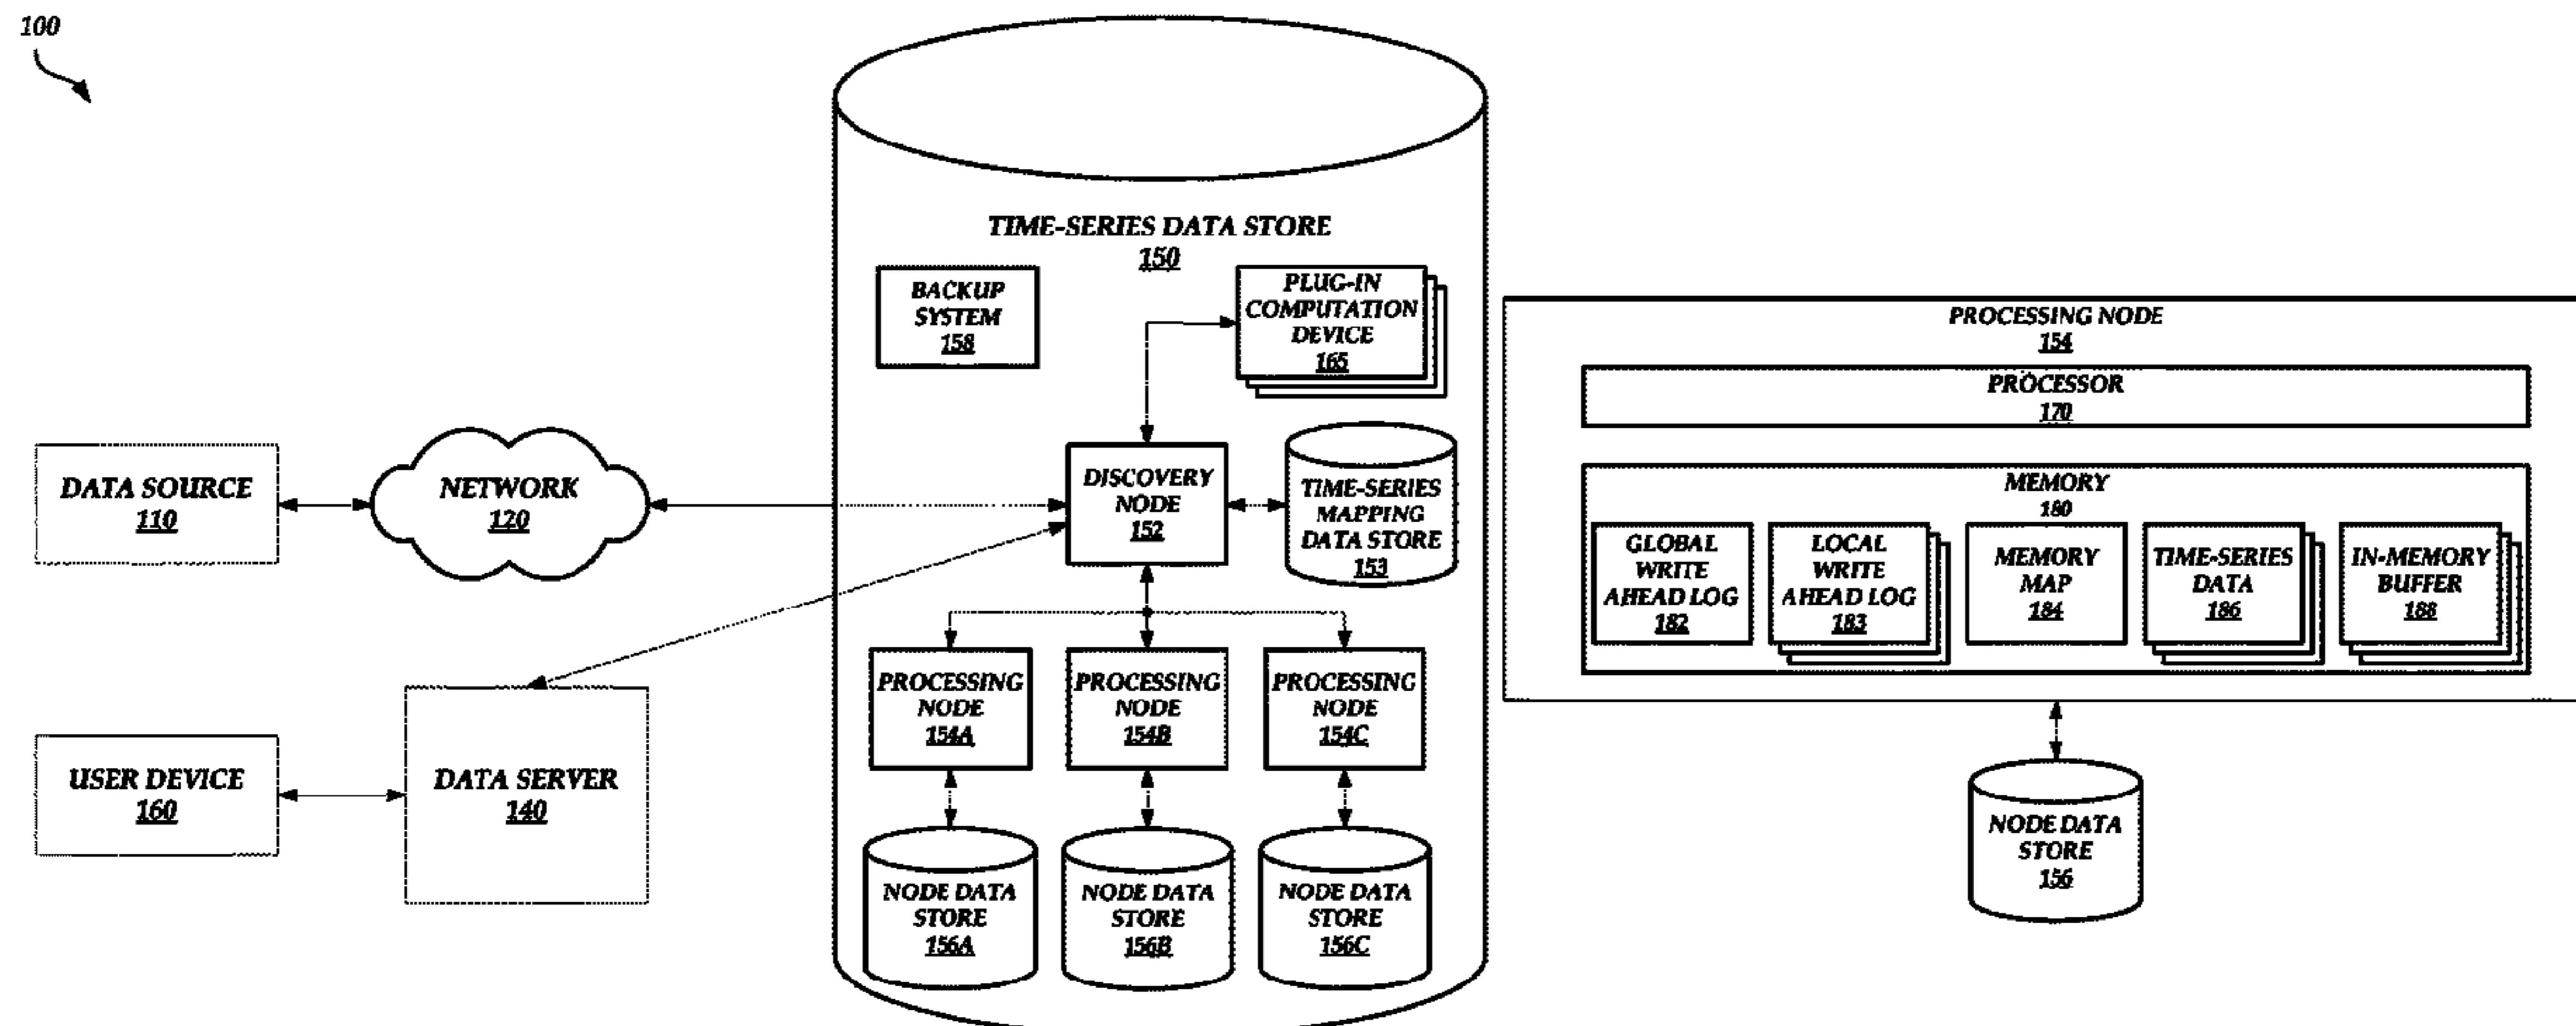 100
TIME-SERIES DATA STORE
150
BACKUP
SYSTEM
158
PLUG-IN
COMPUTATION
DEVICE
165
DATA SOURCE
110
NETWORK
120
DISCOVERY
NODE
152
TIME-SERIES
MAPPING
DATA STORE
153
PROCESSING
NODE
154A
PROCESSING
NODE
154B
PROCESSING
NODE
154C
USER DEVICE
160
DATA SERVER
140
NODE DATA
STORE
156A
NODE DATA
STORE
156B
NODE DATA
STORE
156C
PROCESSING NODE
154
PROCESSOR
170
MEMORY
180
GLOBAL
WRITE
AHEAD LOG
182
LOCAL
WRITE
AHEAD LOG
183
MEMORY
MAP
184
TIME-SERIES
DATA
186
IN-MEMORY
BUFFER
188
NODE DATA
STORE
156